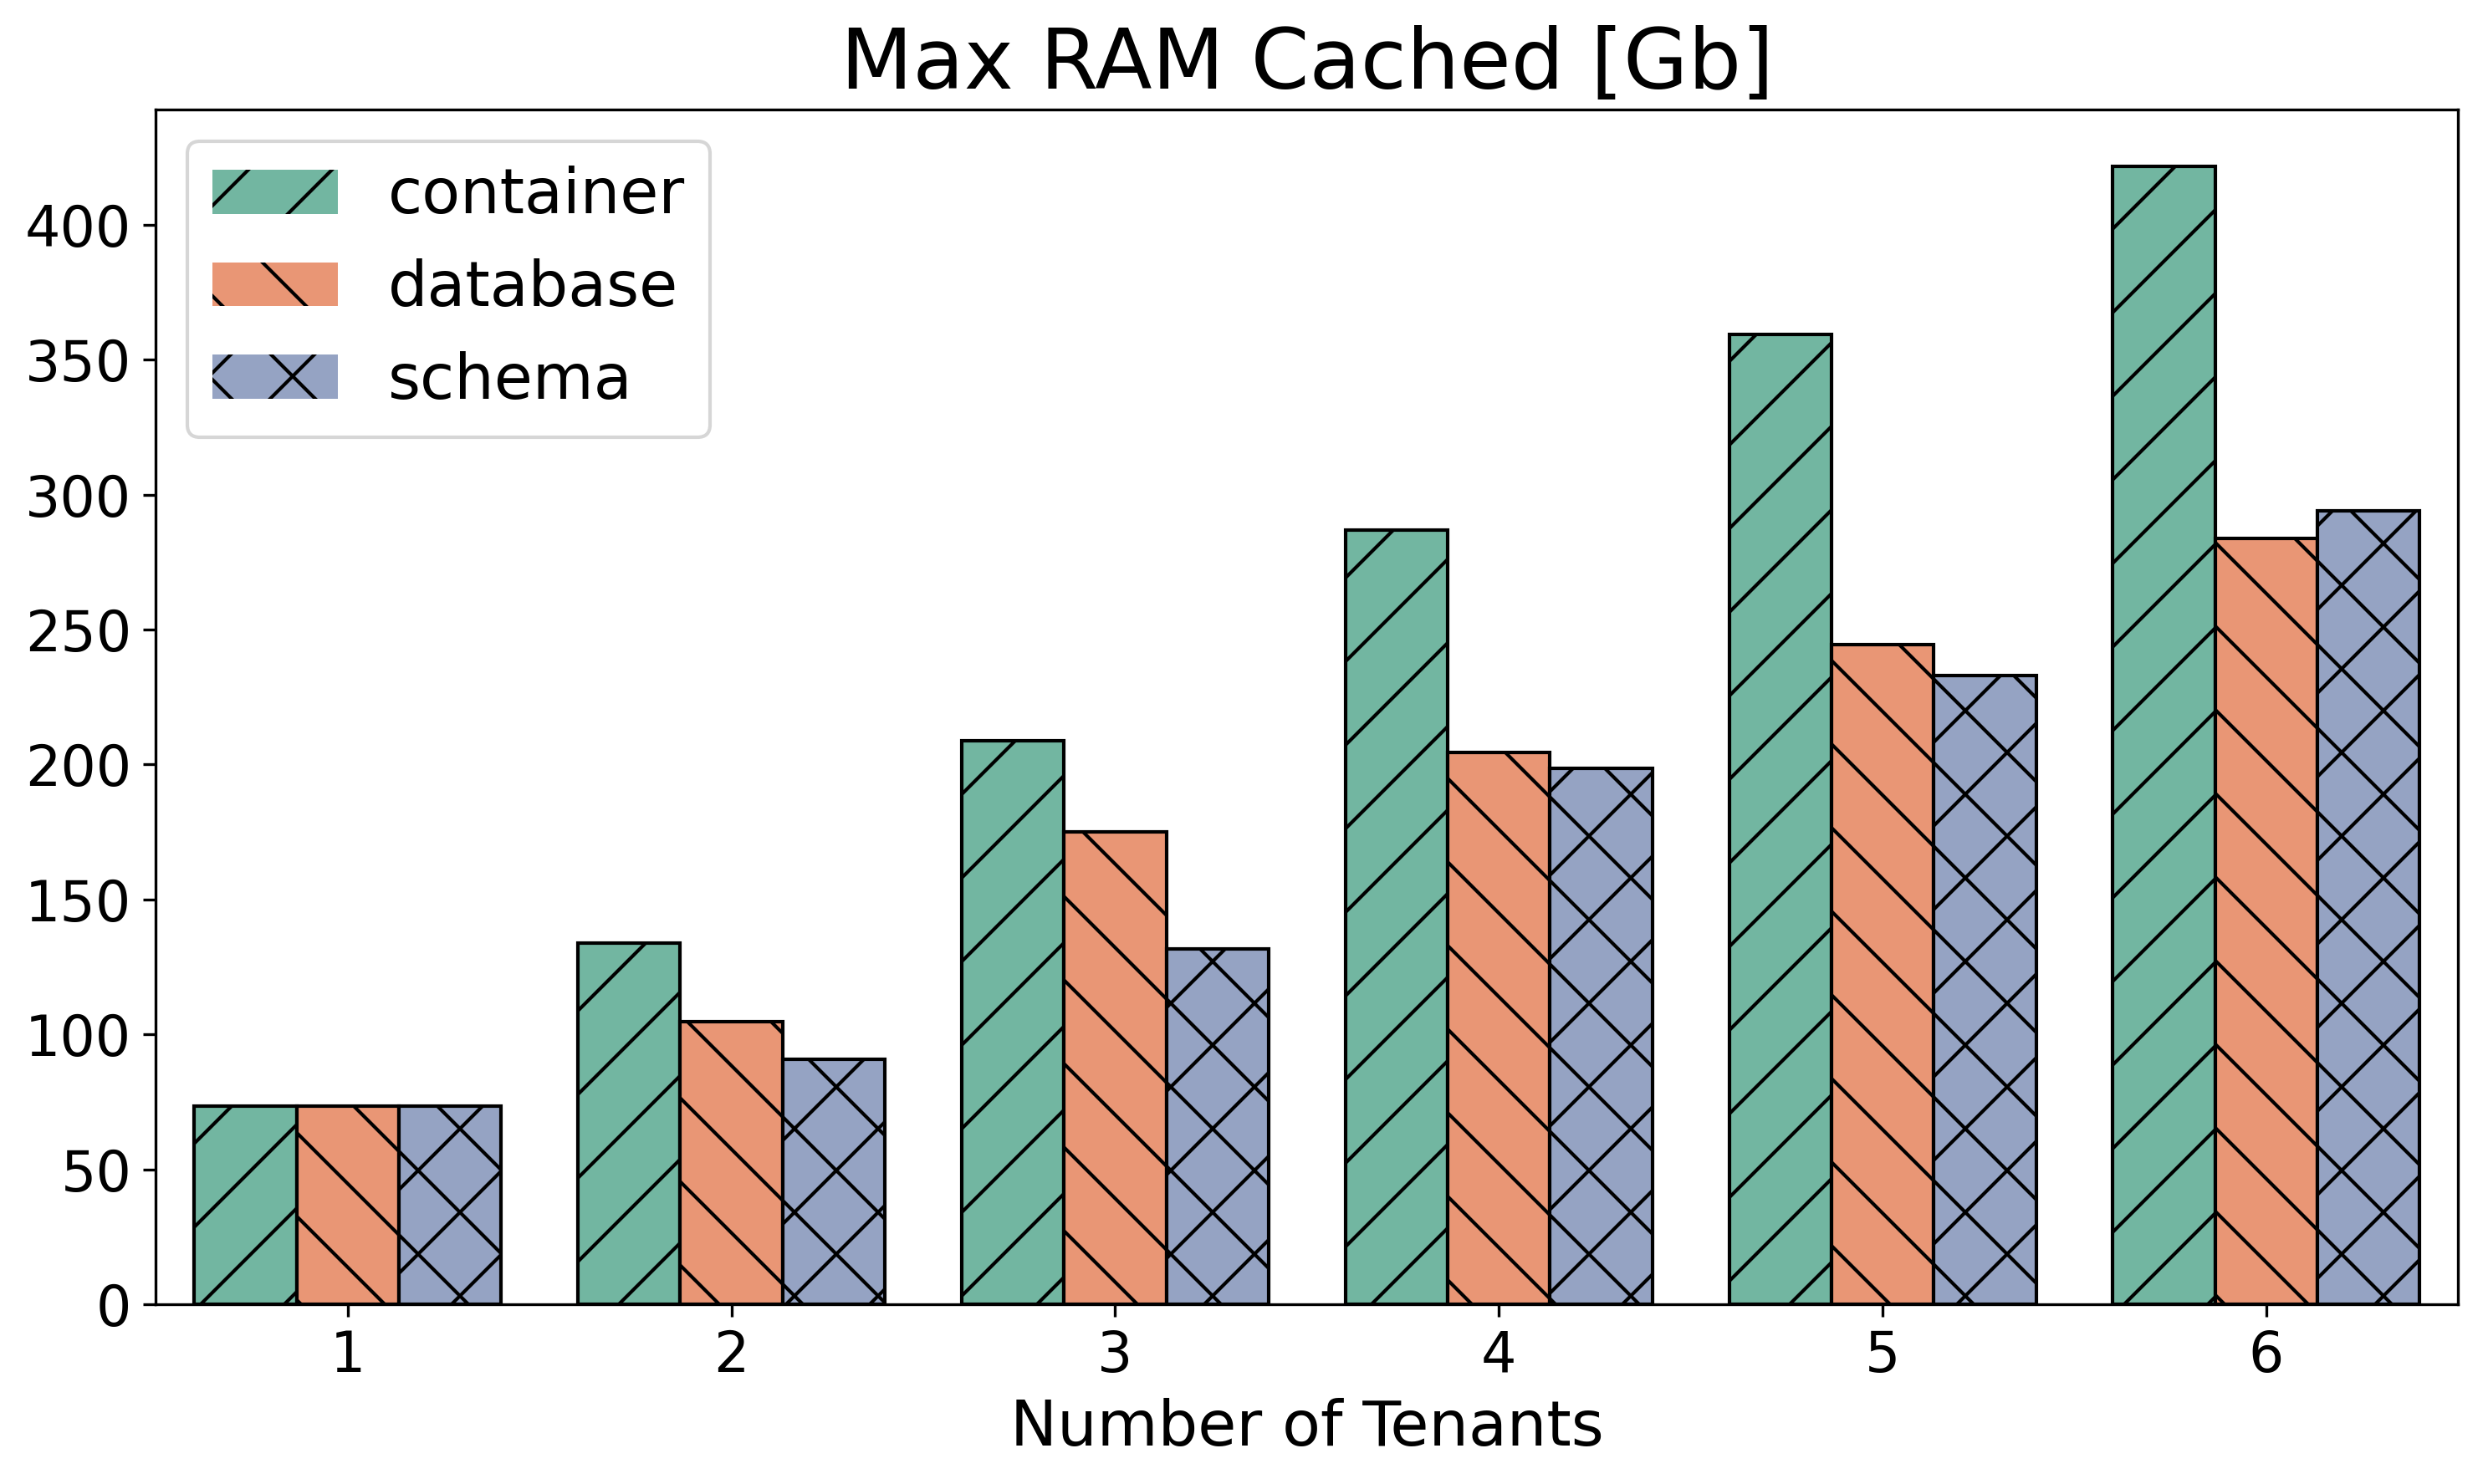 Max RAM Cached [Gb]
container
database
schema
400
350
300
250
200
150
100
50
0
1 2 3 4 5 6
Number of Tenants